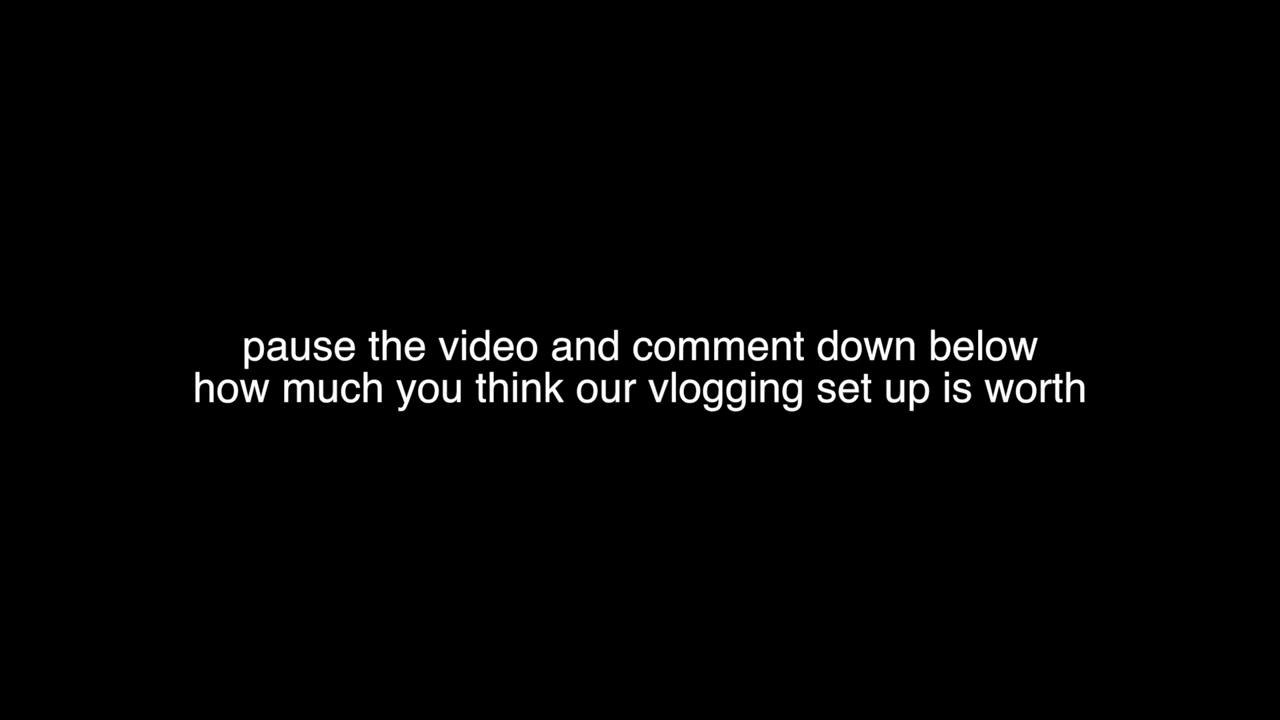 pause the video and comment down below
how much you think our vlogging set up is worth